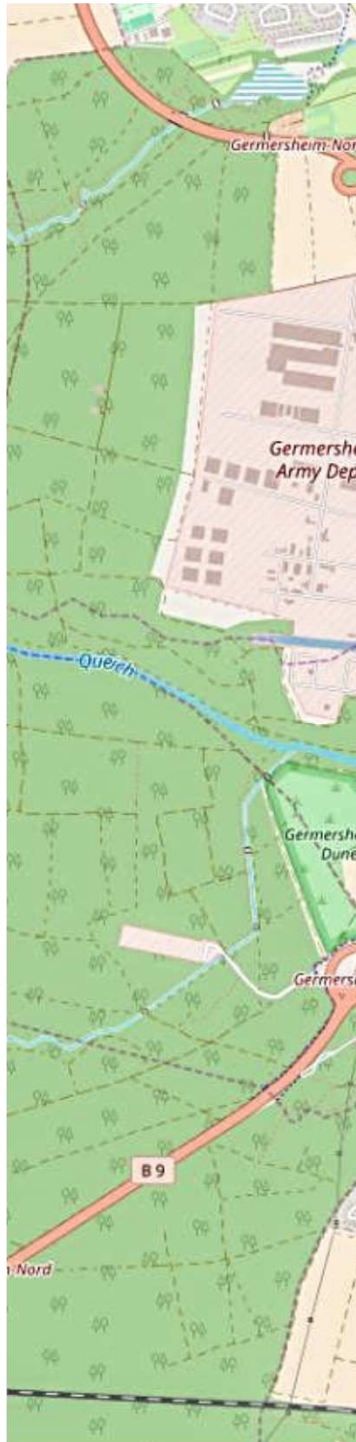 Germersheim-Nor
Germershe
Army Dep
Queich
Germershe
Dune
Germers
B 9
n-Nord